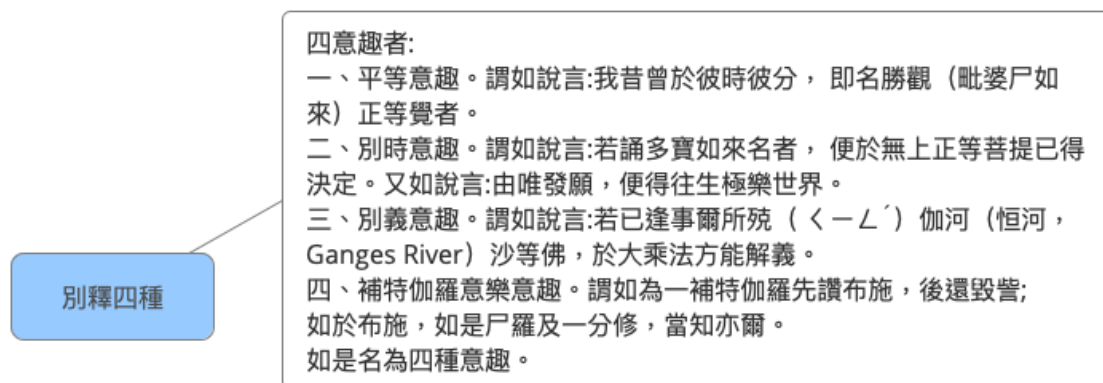 四意趣者:
一、平等意趣。謂如說言:我昔曾於彼時彼分， 即名勝觀（毗婆尸如
來）正等覺者。
二、別時意趣。謂如說言:若誦多寶如來名者， 便於無上正等菩提已得
決定。又如說言:由唯發願，便得往生極樂世界。
三、別義意趣。謂如說言:若已逢事爾所殑（ㄑㄧㄥˊ）伽河（恒河，
Ganges River）沙等佛，於大乘法方能解義。
四、補特伽羅意樂意趣。謂如為一補特伽羅先讚布施，後還毀訾;
如於布施，如是尸羅及一分修，當知亦爾。
如是名為四種意趣。
別釋四種